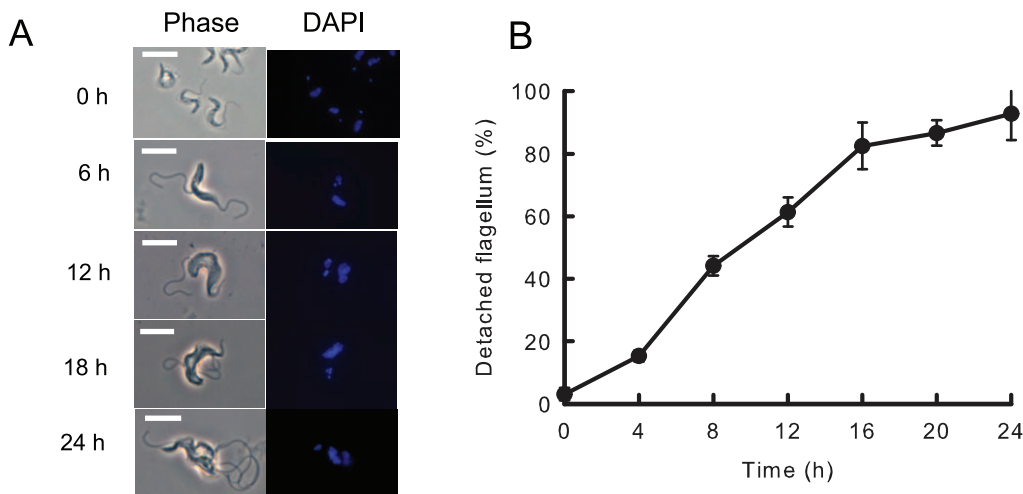 A
Phase
DAPI
0 h
6 h
12 h
18 h
24 h
B
Detached flagellum (%)
100
80
60
40
20
0
0 4 8 12 16 20 24
Time (h)